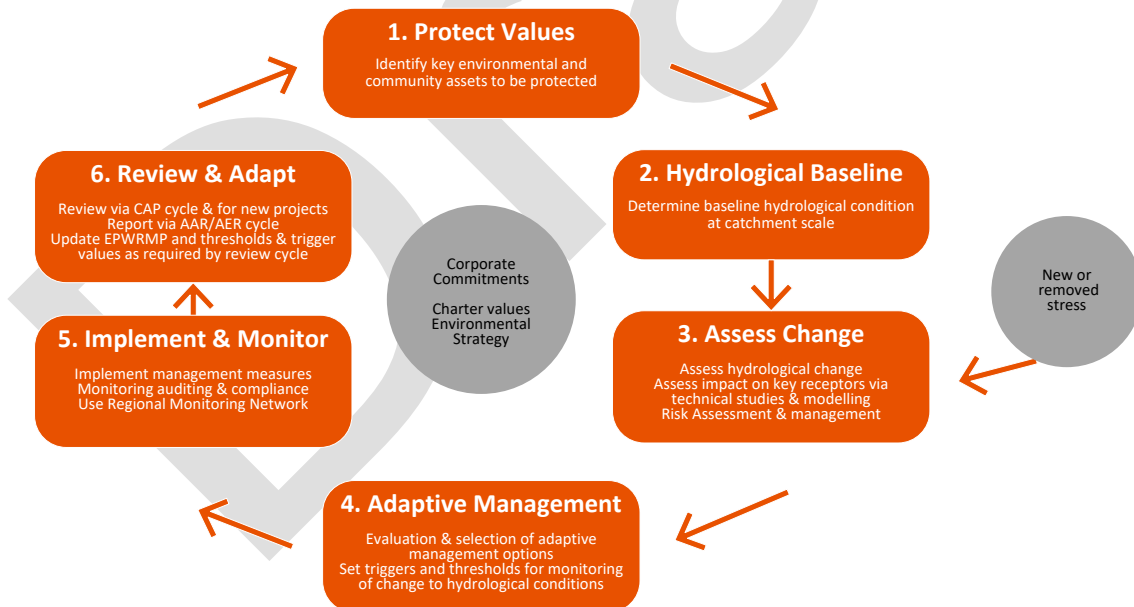 1. Protect Values
Identify key environmental and
community assets to be protected
2. Hydrological Baseline
Determine baseline hydrological condition
at catchment scale
3. Assess Change
Assess hydrological change
Assess impact on key receptors via
technical studies & modelling
Risk Assessment & management
4. Adaptive Management
Evaluation & selection of adaptive
management options
Set triggers and thresholds for monitoring
of change to hydrological conditions
5. Implement & Monitor
Implement management measures
Monitoring auditing & compliance
Use Regional Monitoring Network
6. Review & Adapt
Review via CAP cycle & for new projects
Report via AAR/AER cycle
Update EPWRMP and thresholds & trigger
values as required by review cycle
Corporate
Commitments
Charter values
Environmental
Strategy
New or
removed
stress